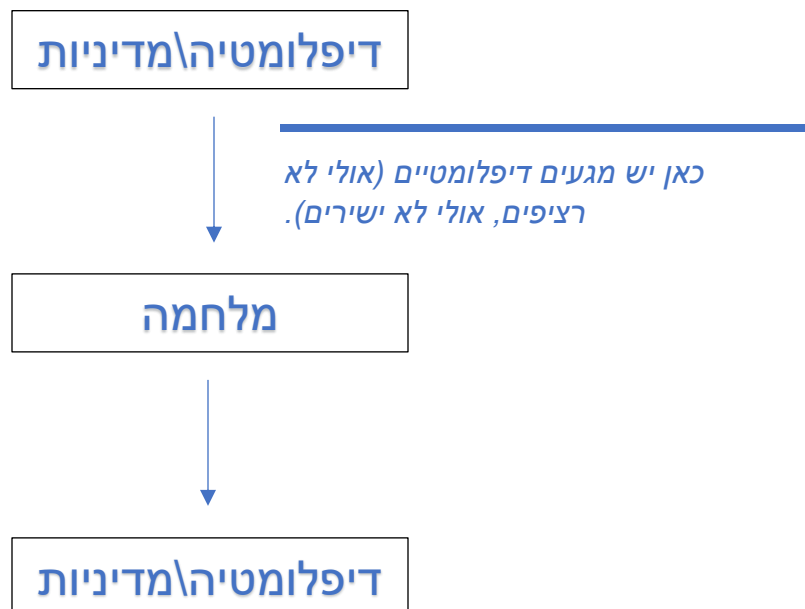 דיפלומטיה\מדיניות
כאן יש מגעים דיפלומטיים (אולי לא
רציפים, אולי לא ישירים).
מלחמה
דיפלומטיה\מדיניות